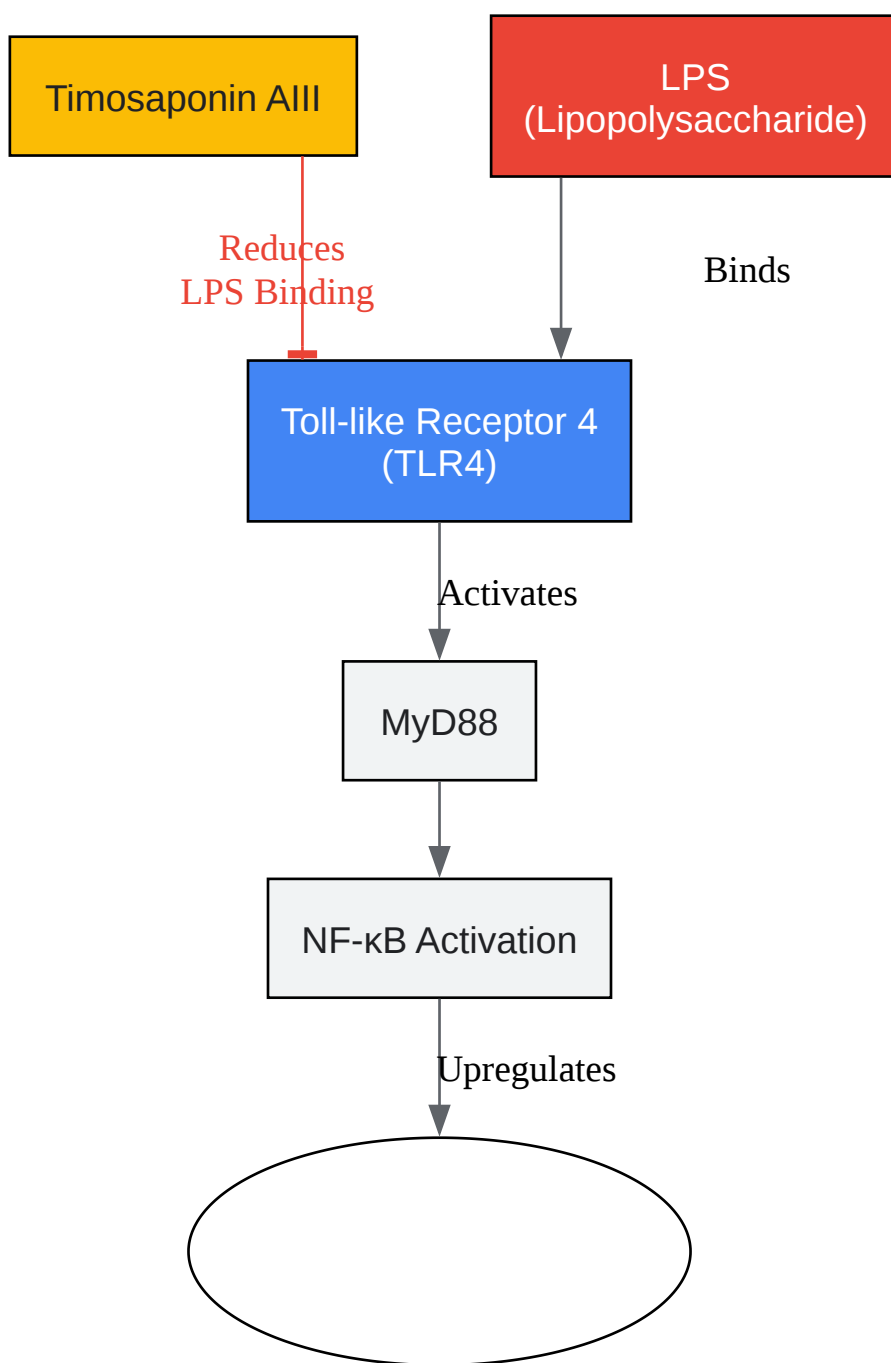 Timosaponin AIII
LPS
(Lipopolysaccharide)
Reduces
LPS Binding
Binds
Toll-like Receptor 4
(TLR4)
Activates
MyD88
NF-κB Activation
Upregulates